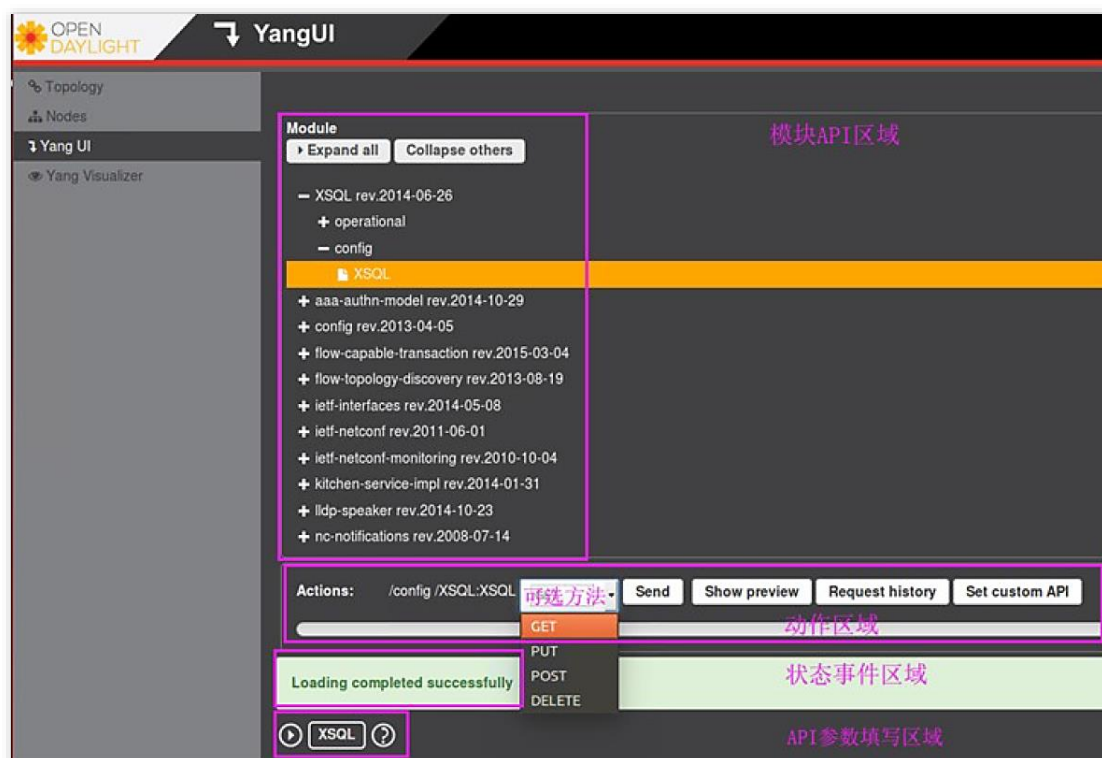 OPEN
DAYLIGHT
YangUI
Topology
Nodes
Yang UI
Yang Visualizer
Module
模块API区域
Expand all Collapse others
XSQL rev.2014-06-26
operational
config
XSQL
aaa-authn-model rev.2014-10-29
config rev.2013-04-05
flow-capable-transaction rev.2015-03-04
flow-topology-discovery rev.2013-08-19
ietf-interfaces rev.2014-05-08
ietf-netconf rev.2011-06-01
ietf-netconf-monitoring rev.2010-10-04
kitchen-service-impl rev.2014-01-31
lldp-speaker rev.2014-10-23
nc-notifications rev.2008-07-14
Actions: /config /XSQL:XSQL 可选方法 Send Show preview Request history Set custom API
动作区域
GET
PUT
POST
DELETE
Loading completed successfully
状态事件区域
XSQL
API参数填写区域